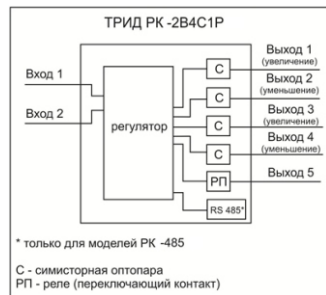 ТРИД РК -2В4С1Р
Вход 1
Вход 2
регулятор
С
С
С
С
РП
RS 485*
Выход 1
(увеличение)
Выход 2
(уменьшение)
Выход 3
(увеличение)
Выход 4
(уменьшение)
Выход 5
* только для моделей РК -485
С - симисторная оптопара
РП - реле (переключающий контакт)